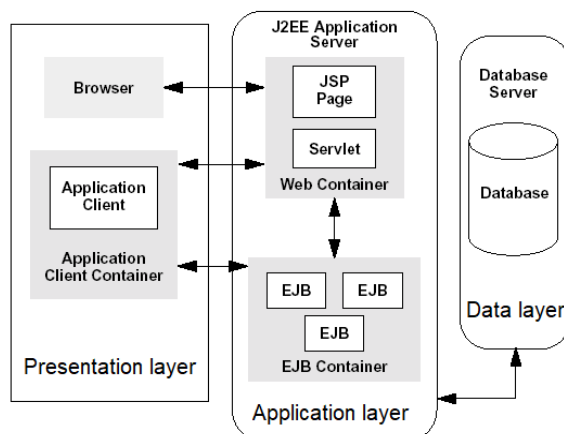 Browser
Application
Client
Application
Client Container
Presentation layer
J2EE Application
Server
JSP
Page
Servlet
Web Container
EJB
EJB
EJB
EJB Container
Application layer
Database
Server
Database
Data layer